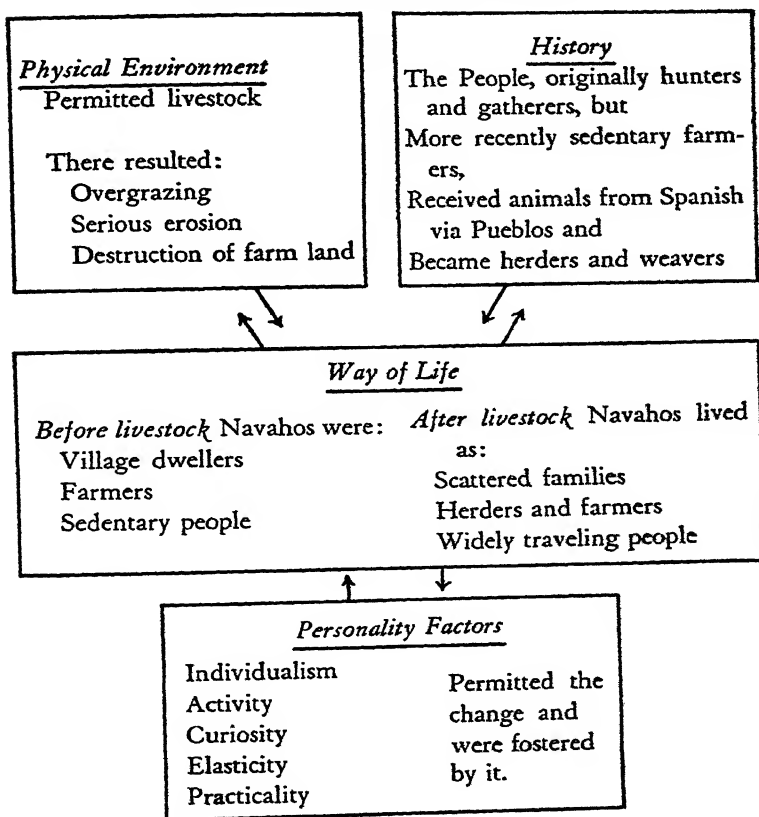 Physical Environment
Permitted livestock
There resulted:
Overgrazing
Serious erosion
Destruction of farm land
History
The People, originally hunters
and gatherers, but
More recently sedentary farm-
ers,
Received animals from Spanish
via Pueblos and
Became herders and weavers
Way of Life
Before livestock Navahos were:
Village dwellers
Farmers
Sedentary people
After livestock Navahos lived
as:
Scattered families
Herders and farmers
Widely traveling people
Personality Factors
Individualism
Activity
Curiosity
Elasticity
Practicality
Permitted the
change and
were fostered
by it.